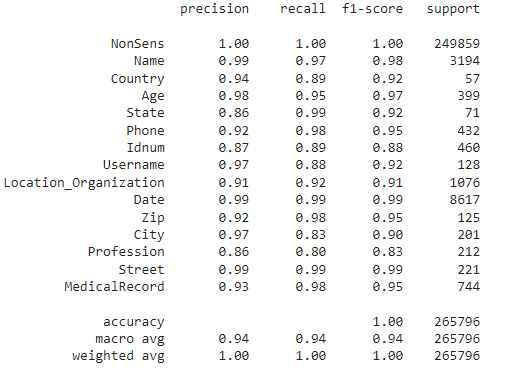 precision recall f1-score support
NonSens 1.00 1.00 1.00 249859
Name 0.99 0.97 0.98 3194
Country 0.94 0.89 0.92 57
Age 0.98 0.95 0.97 399
State 0.86 0.99 0.92 71
Phone 0.92 0.98 0.95 432
Idnum 0.87 0.89 0.88 460
Username 0.97 0.88 0.92 128
Location_Organization 0.91 0.92 0.91 1076
Date 0.99 0.99 0.99 8617
Zip 0.92 0.98 0.95 125
City 0.97 0.83 0.90 201
Profession 0.86 0.80 0.83 212
Street 0.99 0.99 0.99 221
MedicalRecord 0.93 0.98 0.95 744
accuracy 1.00 265796
macro avg 0.94 0.94 0.94 265796
weighted avg 1.00 1.00 1.00 265796